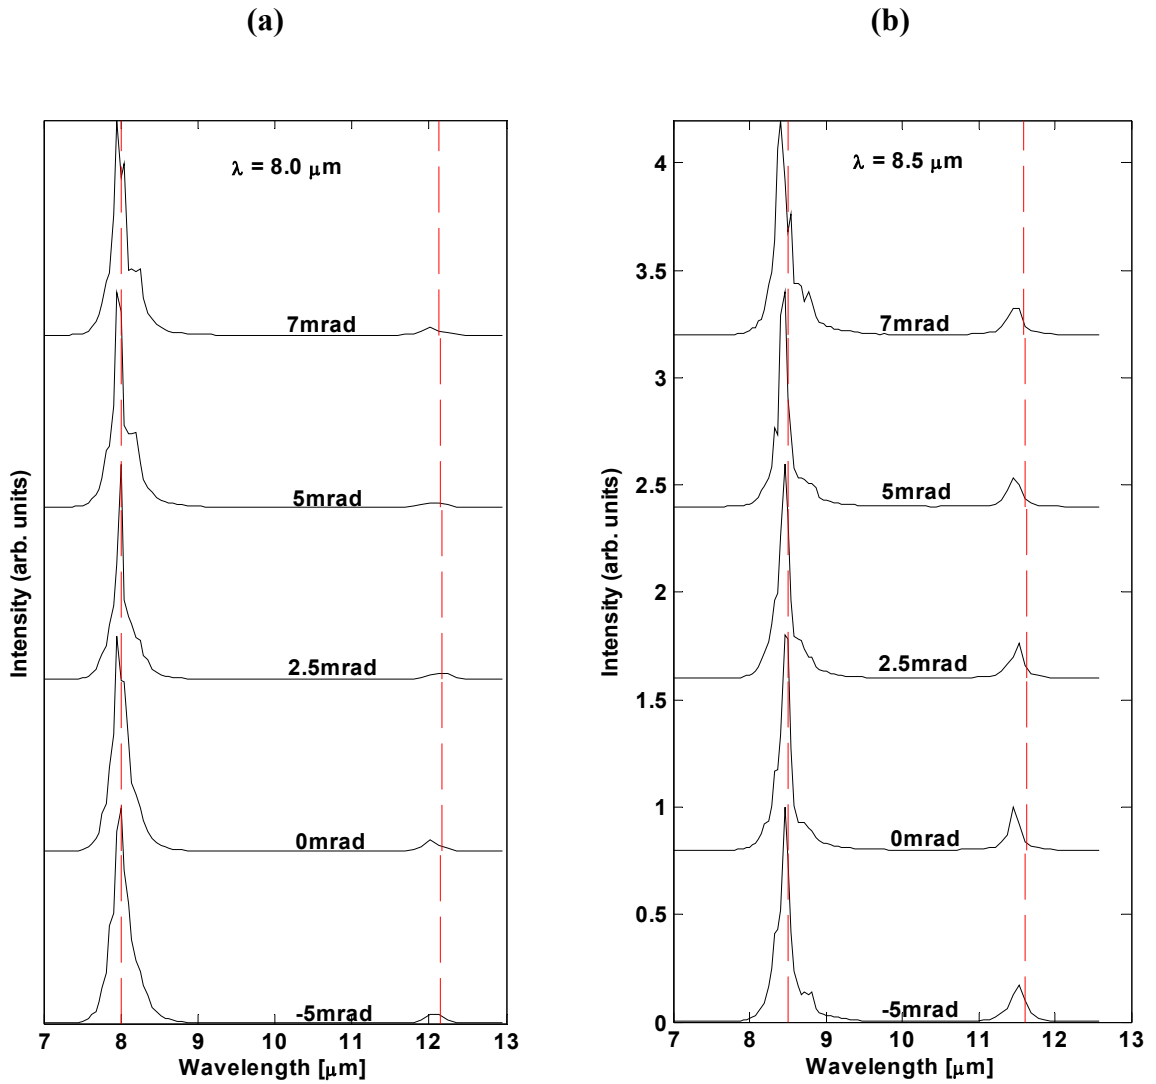 (a)
λ = 8.0 μm
7mrad
5mrad
2.5mrad
0mrad
-5mrad
7 8 9 10 11 12 13
Wavelength [μm]
Intensity (arb. units)
(b)
λ = 8.5 μm
4
3.5
3
2.5
2
1.5
1
0.5
0
7mrad
5mrad
2.5mrad
0mrad
-5mrad
7 8 9 10 11 12 13
Wavelength [μm]
Intensity (arb. units)